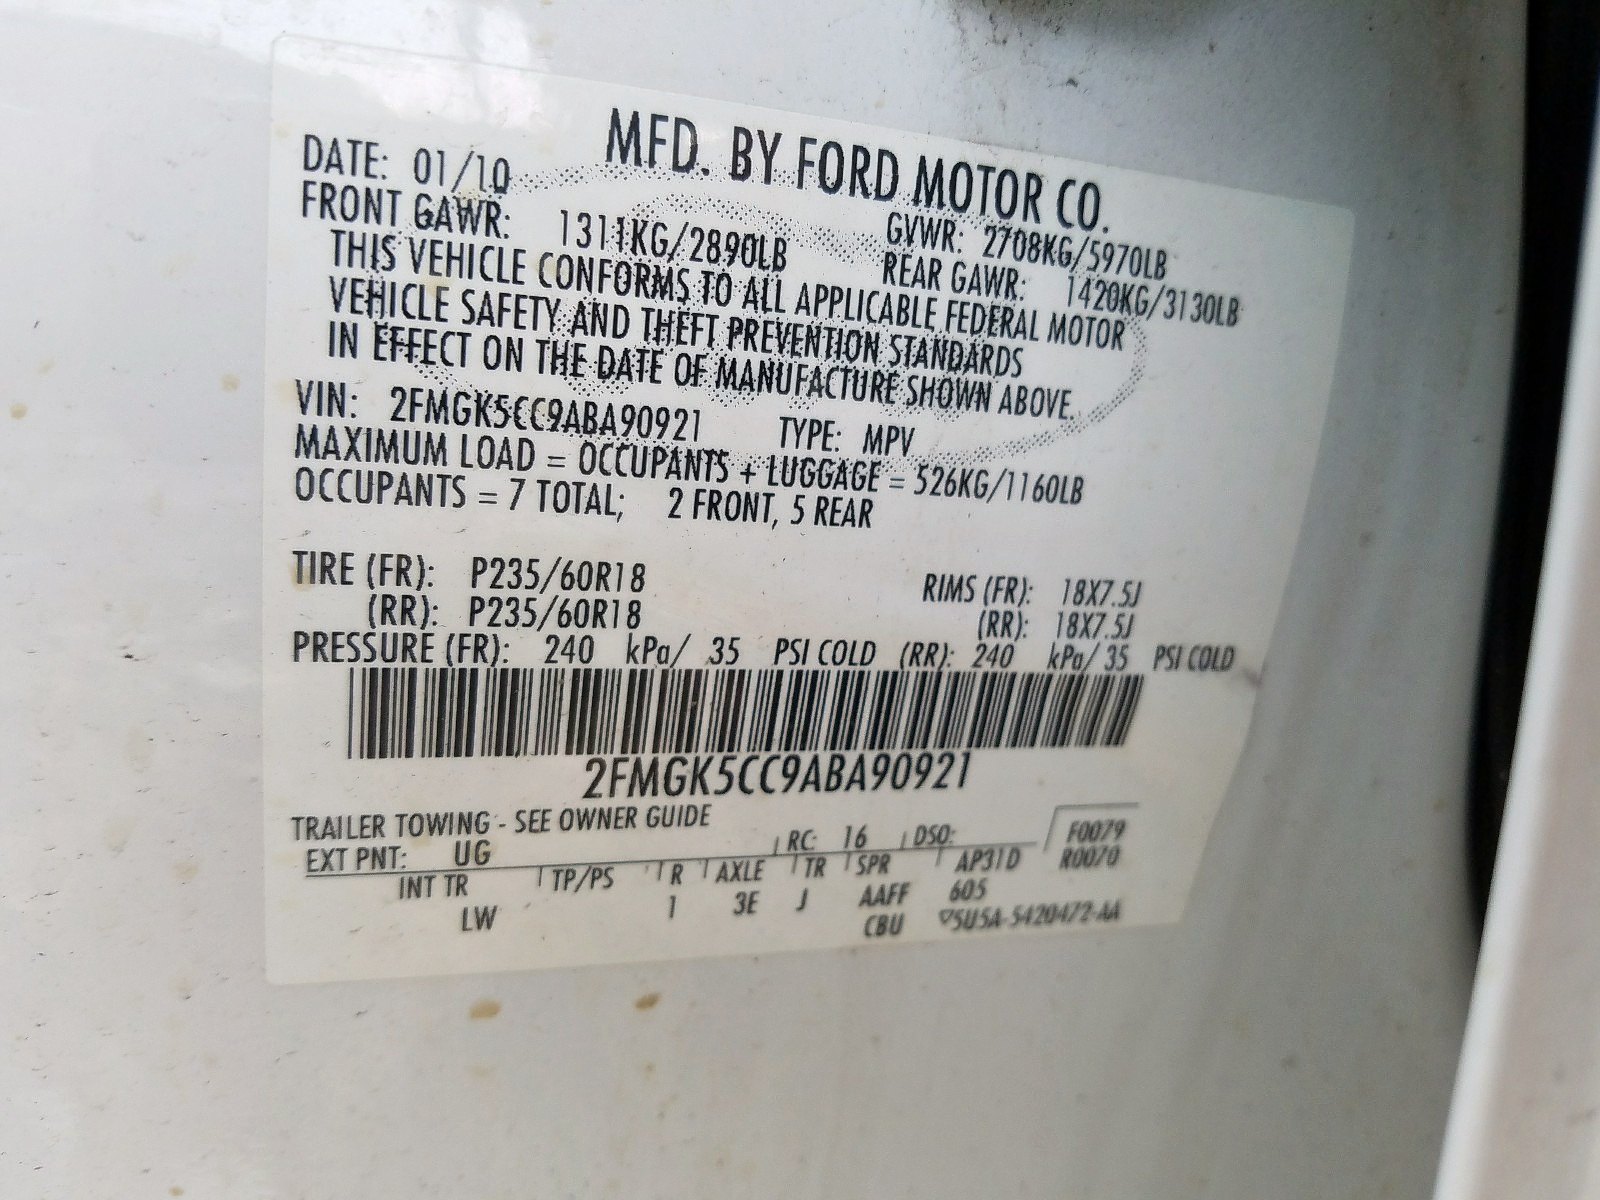 MFD. BY FORD MOTOR CO.
DATE: 01/10 GVWR: 2708KG/5970LB
FRONT GAWR: 1311KG/2890LB REAR GAWR: 1420KG/3130LB
THIS VEHICLE CONFORMS TO ALL APPLICABLE FEDERAL MOTOR
VEHICLE SAFETY AND THEFT PREVENTION STANDARDS
IN EFFECT ON THE DATE OF MANUFACTURE SHOWN ABOVE.
VIN: 2FMGK5CC9ABA90921 TYPE: MPV
MAXIMUM LOAD = OCCUPANTS + LUGGAGE = 526KG/1160LB
OCCUPANTS = 7 TOTAL; 2 FRONT, 5 REAR
TIRE (FR): P235/60R18 RIMS (FR): 18X7.5J
(RR): P235/60R18 (RR): 18X7.5J
PRESSURE (FR): 240 kPa/ 35 PSI COLD (RR): 240 kPa/ 35 PSI COLD
2FMGK5CC9ABA90921
TRAILER TOWING - SEE OWNER GUIDE F0079
EXT PNT: UG RC: 16 DSO: R0070
INT TR TP/PS R AXLE TR SPR AP31D
LW 1 3E J AAFF 605
CBU ▽5U5A-5420472-AA